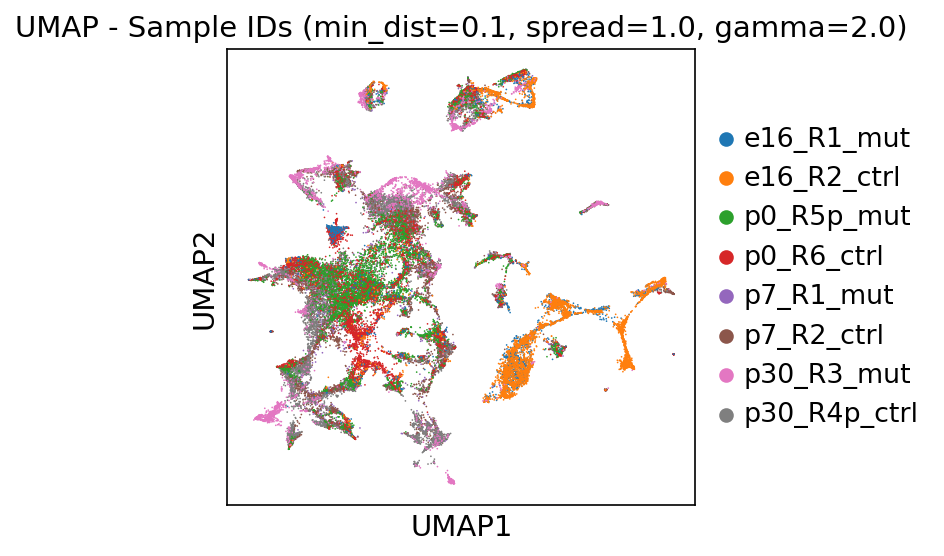 UMAP - Sample IDs (min_dist=0.1, spread=1.0, gamma=2.0)
UMAP2
e16_R1_mut
e16_R2_ctrl
p0_R5p_mut
p0_R6_ctrl
p7_R1_mut
p7_R2_ctrl
p30_R3_mut
p30_R4p_ctrl
UMAP1